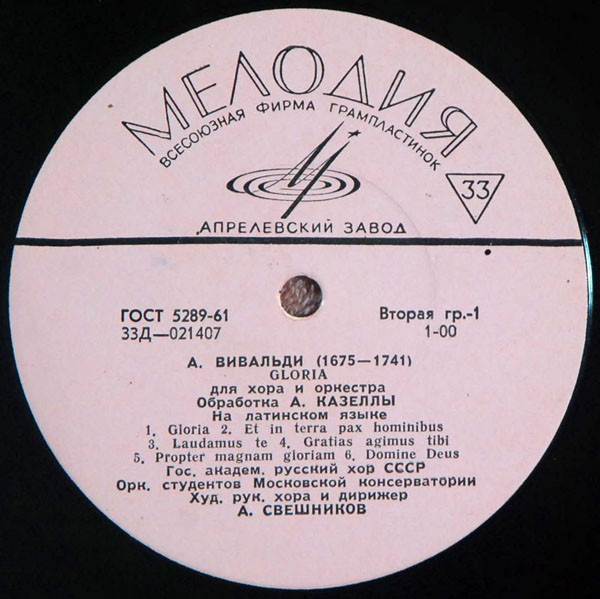 МЕЛОДИЯ
ВСЕСОЮЗНАЯ ФИРМА ГРАМПЛАСТИНОК
33
АПРЕЛЕВСКИЙ ЗАВОД
ГОСТ 5289-61 Вторая гр.-1
33Д—021407 1-00
А. ВИВАЛЬДИ (1675—1741)
GLORIA
для хора и оркестра
Обработка А. КАЗЕЛЛЫ
На латинском языке
1. Gloria 2. Et in terra pax hominibus
3. Laudamus te 4. Gratias agimus tibi
5. Propter magnam gloriam 6. Domine Deus
Гос. академ. русский хор СССР
Орк. студентов Московской консерватории
Худ. рук. хора и дирижер
А. СВЕШНИКОВ